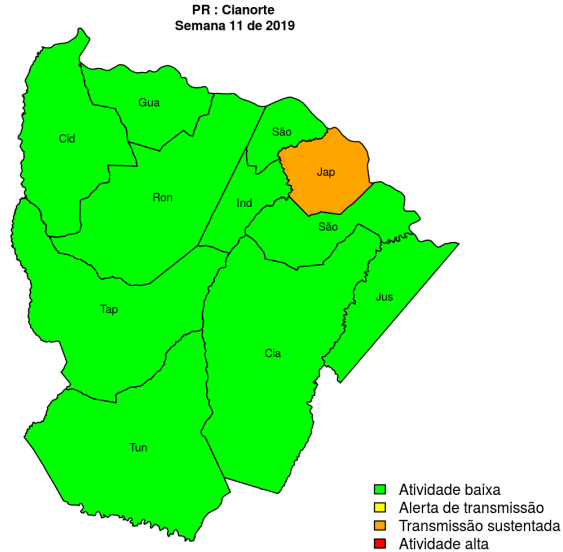 PR : Cianorte
Semana 11 de 2019
Gua
São
Cid
Jap
Ron
Ind
São
Jus
Tap
Cia
Tun
Atividade baixa
Alerta de transmissão
Transmissão sustentada
Atividade alta